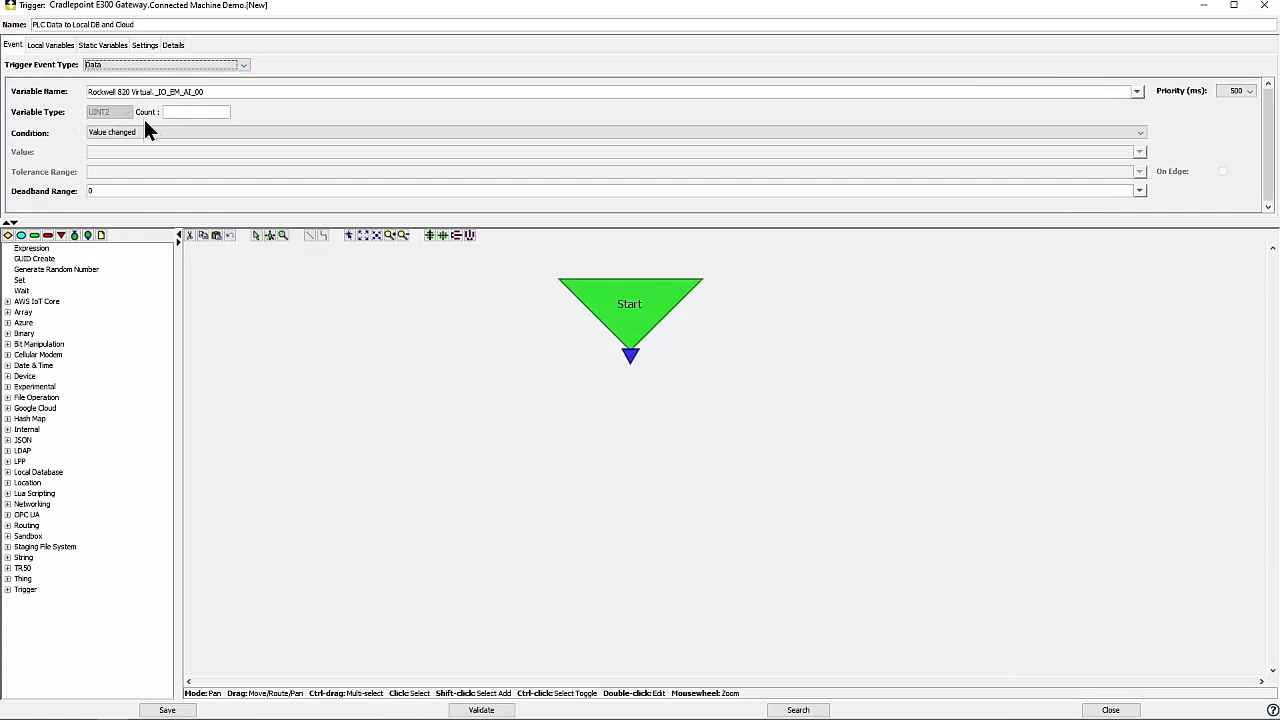 Trigger: Cradlepoint E300 Gateway.Connected Machine Demo.[New]
Name: PLC Data to Local DB and Cloud
Event Local Variables Static Variables Settings Details
Trigger Event Type: Data
Variable Name: Rockwell 820 Virtual._IO_EM_AI_00 Priority (ms): 500
Variable Type: UINT2 Count :
Condition: Value changed
Value:
Tolerance Range: On Edge:
Deadband Range: 0
Expression
GUID Create
Generate Random Number
Set
Wait
AWS IoT Core
Array
Azure
Binary
Bit Manipulation
Cellular Modem
Date & Time
Device
Experimental
File Operation
Google Cloud
Hash Map
Internal
JSON
LDAP
LPP
Local Database
Location
Lua Scripting
Networking
OPC UA
Routing
Sandbox
Staging File System
String
TR50
Thing
Trigger
Start
Mode: Pan Drag: Move/Route/Pan Ctrl-drag: Multi-select Click: Select Shift-click: Select Add Ctrl-click: Select Toggle Double-click: Edit Mousewheel: Zoom
Save Validate Search Close ?